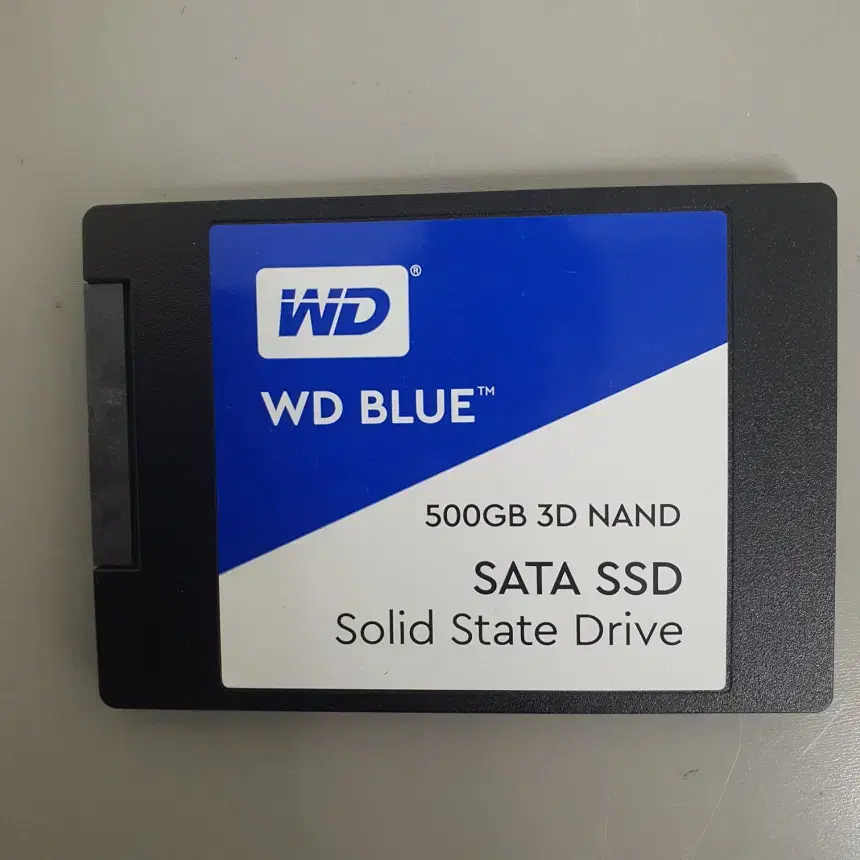 WD®
WD BLUE™
500GB 3D NAND
SATA SSD
Solid State Drive